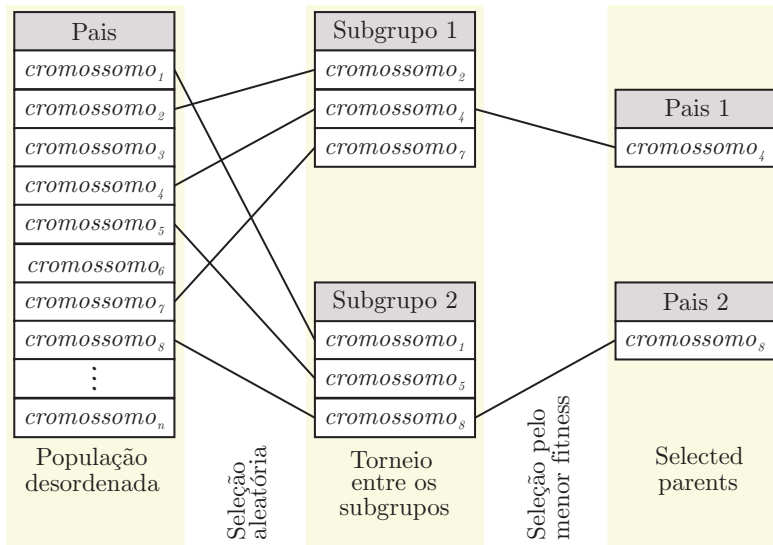 Pais
cromossomo₁
cromossomo₂
cromossomo₃
cromossomo₄
cromossomo₅
cromossomo₆
cromossomo₇
cromossomo₈
⋮
cromossomoₙ
População
desordenada
Seleção
aleatória
Subgrupo 1
cromossomo₂
cromossomo₄
cromossomo₇
Subgrupo 2
cromossomo₁
cromossomo₅
cromossomo₈
Torneio
entre os
subgrupos
Seleção pelo
menor fitness
Pais 1
cromossomo₄
Pais 2
cromossomo₈
Selected
parents